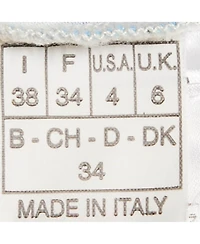 I F U.S.A. U.K.
38 34 4 6
B - CH - D - DK
34
MADE IN ITALY